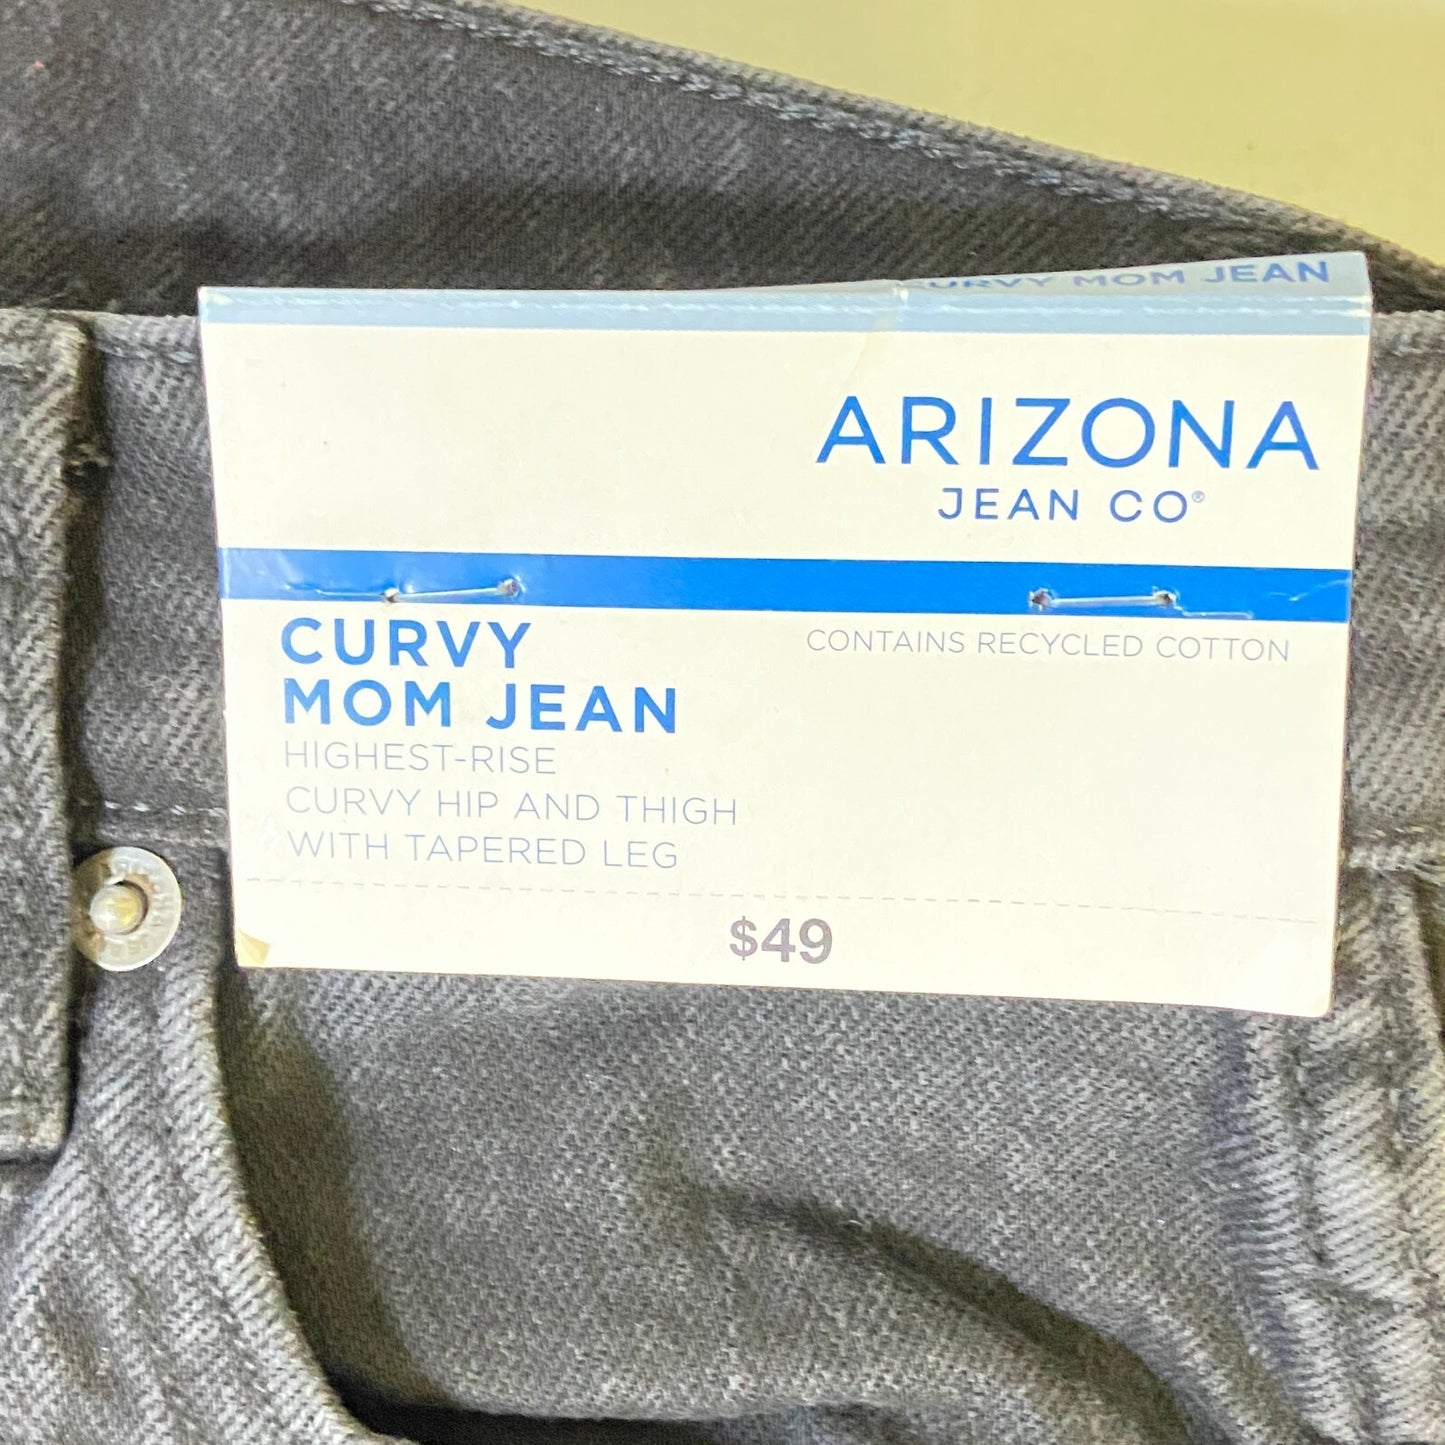 CURVY MOM JEAN
ARIZONA
JEAN CO®
CURVY
MOM JEAN
CONTAINS RECYCLED COTTON
HIGHEST-RISE
CURVY HIP AND THIGH
WITH TAPERED LEG
$49